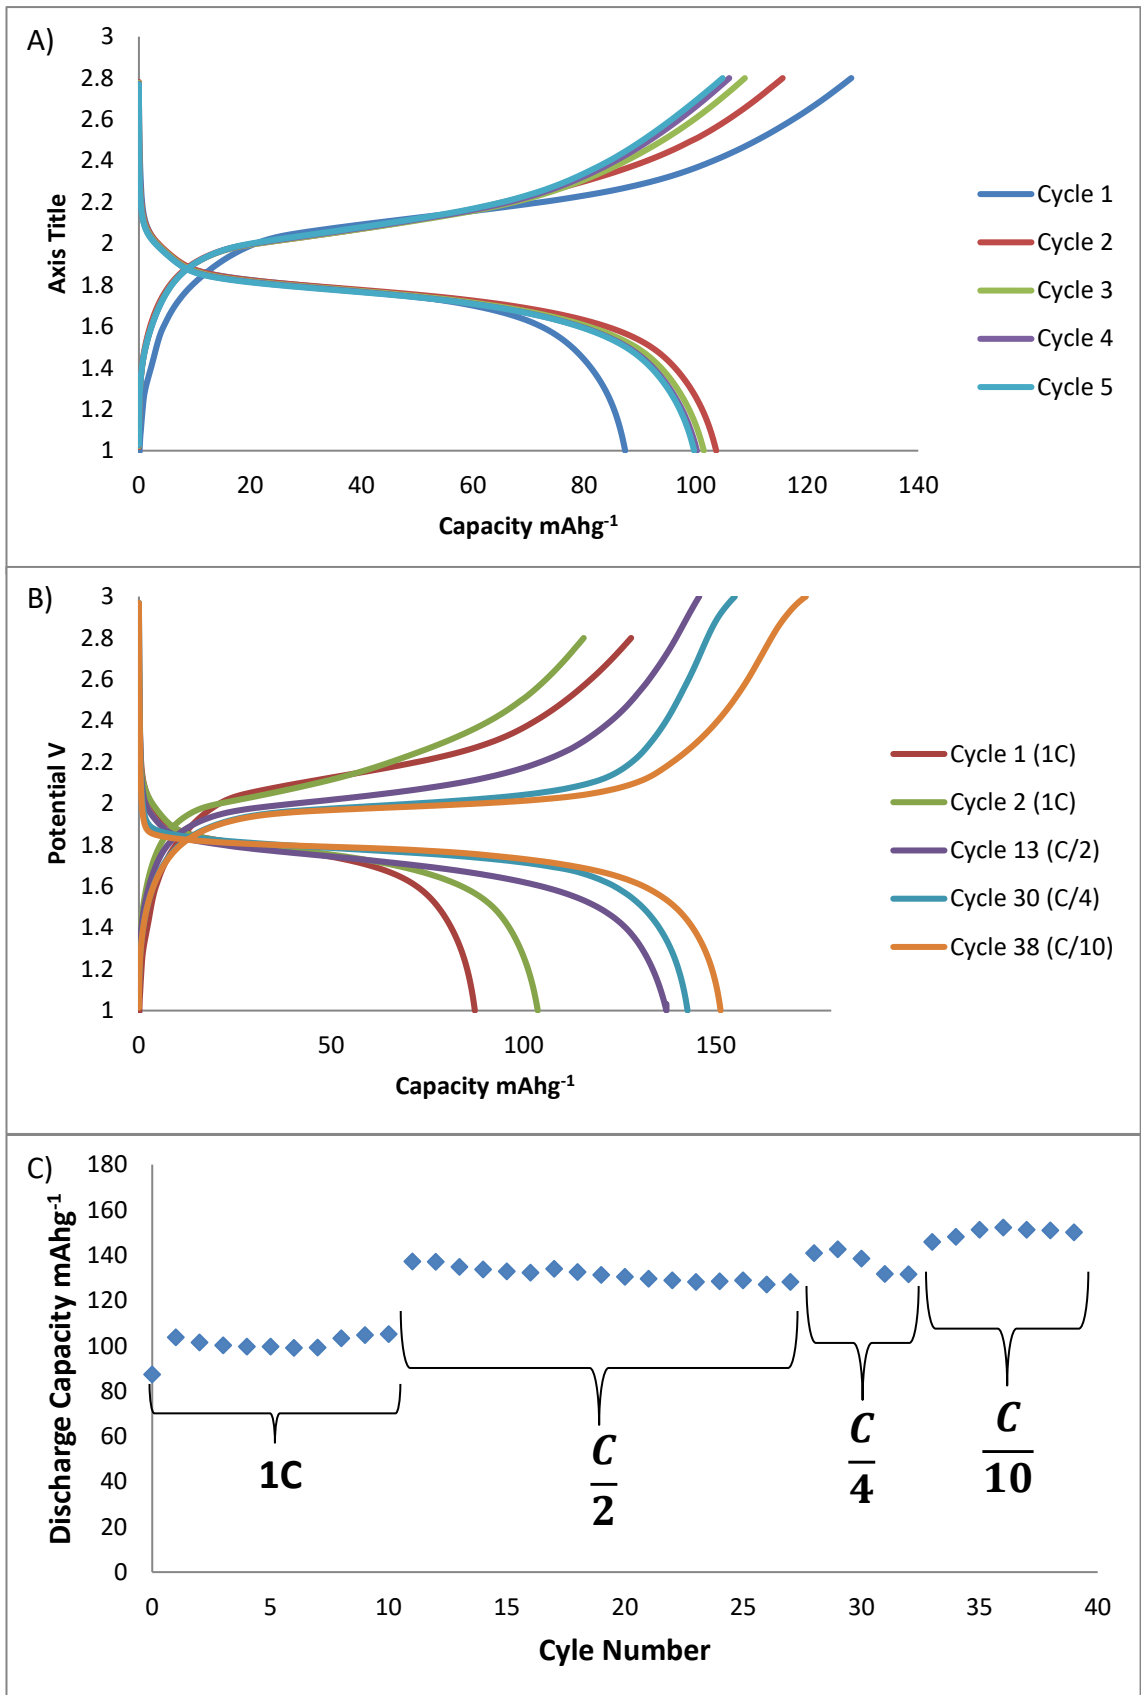 A)
3
2.8
2.6
2.4
2.2
2
1.8
1.6
1.4
1.2
1
Axis Title
0 20 40 60 80 100 120 140
Capacity mAhg-1
Cycle 1
Cycle 2
Cycle 3
Cycle 4
Cycle 5
B)
3
2.8
2.6
2.4
2.2
2
1.8
1.6
1.4
1.2
1
Potential V
0 50 100 150
Capacity mAhg-1
Cycle 1 (1C)
Cycle 2 (1C)
Cycle 13 (C/2)
Cycle 30 (C/4)
Cycle 38 (C/10)
C)
180
160
140
120
100
80
60
40
20
0
Discharge Capacity mAhg-1
1C
C
2
C
4
C
10
0 5 10 15 20 25 30 35 40
Cyle Number